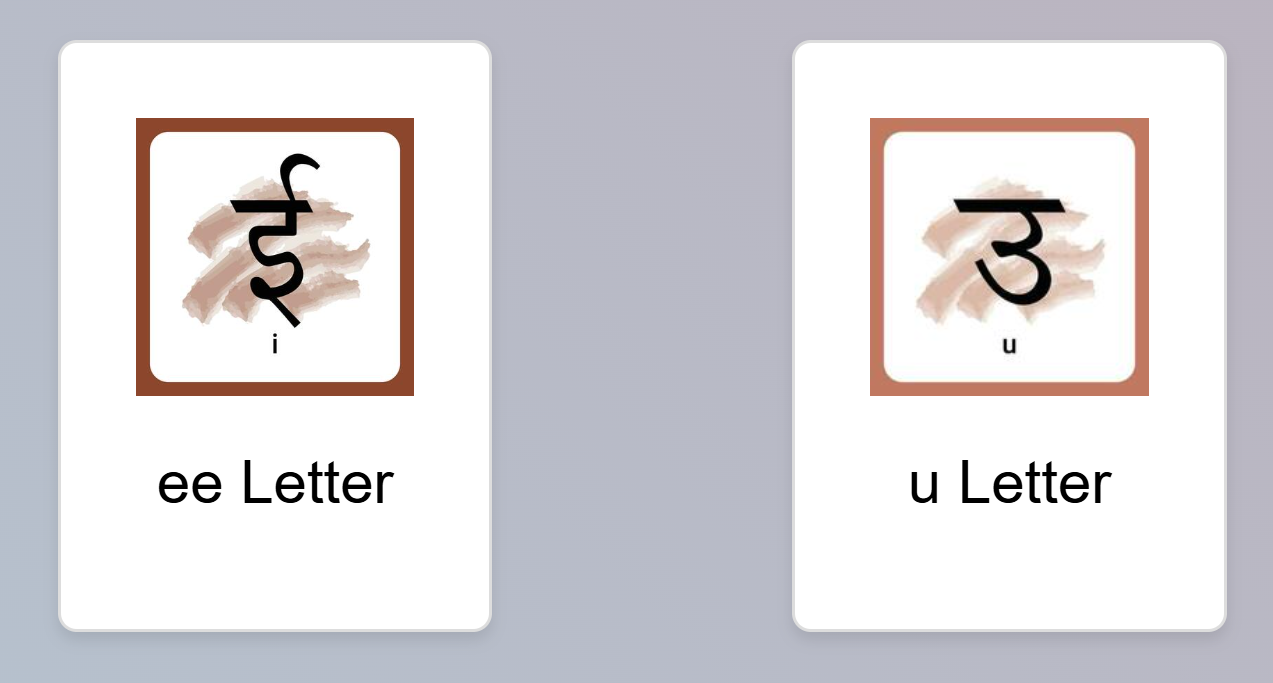 ई
i
ee Letter
उ
u
u Letter